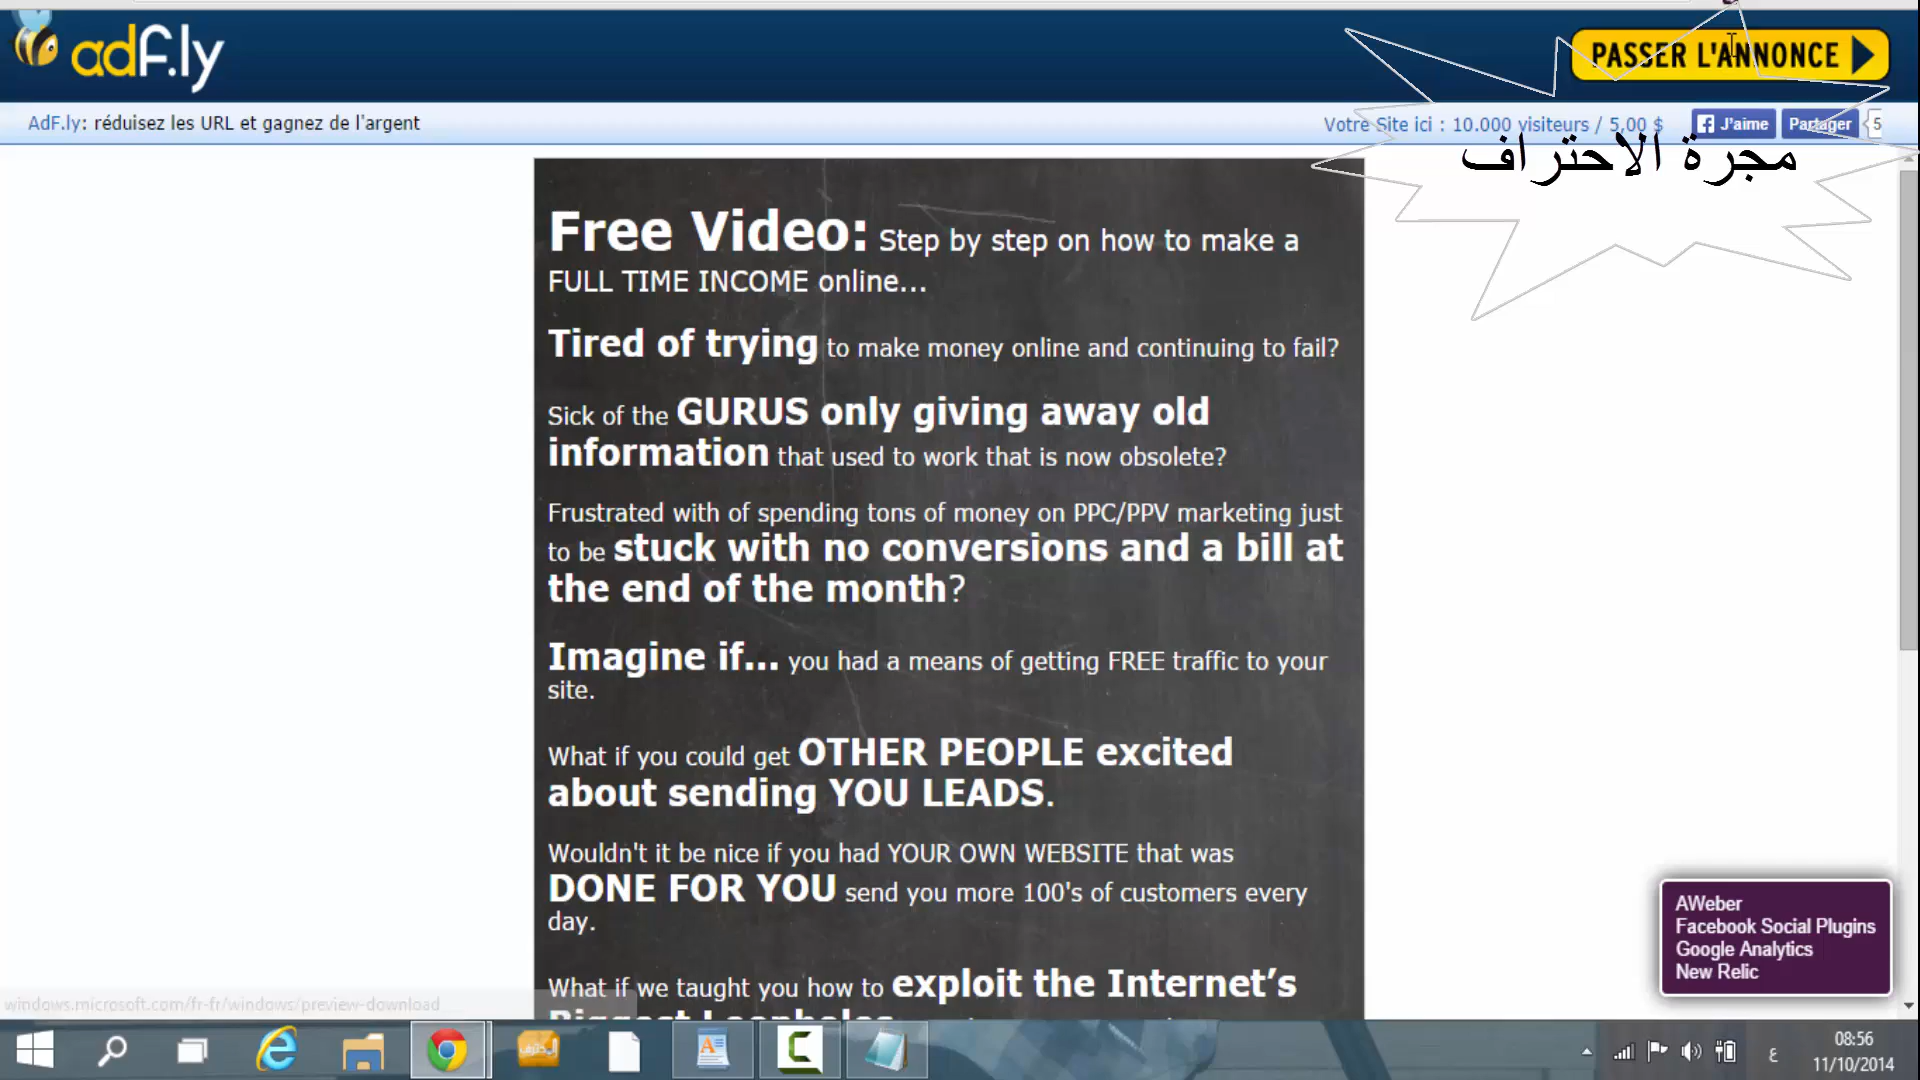 adf.ly
PASSER L'ANNONCE
AdF.ly: réduisez les URL et gagnez de l'argent
Votre Site ici : 10.000 visiteurs / 5,00 $
J'aime
Partager
5
مجرة الاحتراف
Free Video: Step by step on how to make a
FULL TIME INCOME online...
Tired of trying to make money online and continuing to fail?
Sick of the GURUS only giving away old
information that used to work that is now obsolete?
Frustrated with of spending tons of money on PPC/PPV marketing just
to be stuck with no conversions and a bill at
the end of the month?
Imagine if... you had a means of getting FREE traffic to your
site.
What if you could get OTHER PEOPLE excited
about sending YOU LEADS.
Wouldn't it be nice if you had YOUR OWN WEBSITE that was
DONE FOR YOU send you more 100's of customers every
day.
What if we taught you how to exploit the Internet’s
Biggest Loopholes
AWeber
Facebook Social Plugins
Google Analytics
New Relic
windows.microsoft.com/fr-fr/windows/preview-download
ع
08:56
11/10/2014